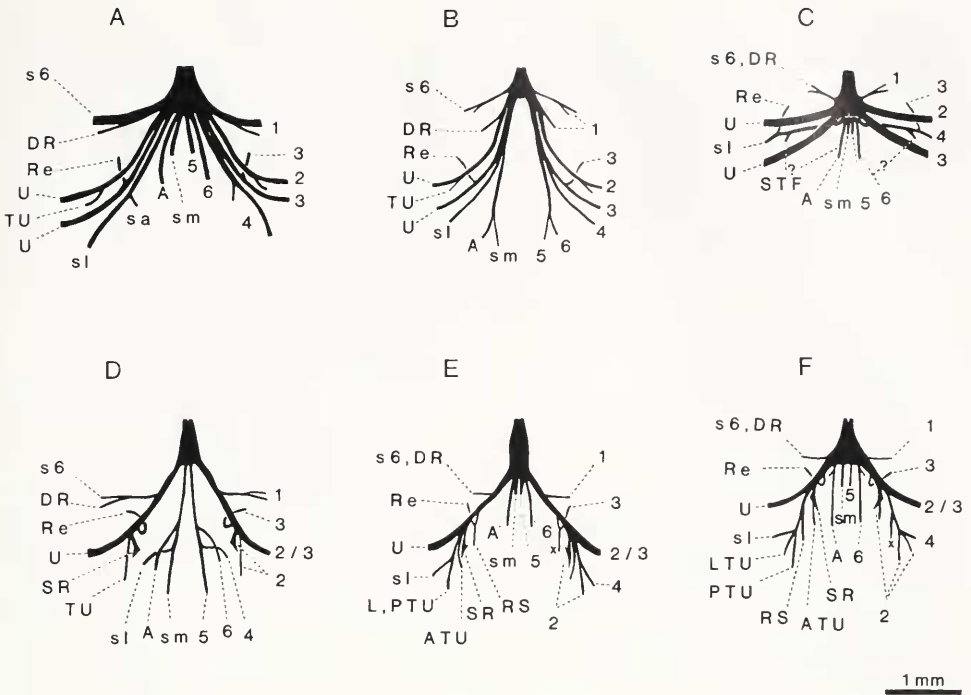 A
s6
DR
Re
U
TU
U
sl
sa
A
sm
5
6
4
3
2
3
1
B
s6
DR
Re
U
TU
U
sl
A
sm
5
6
4
3
2
3
1
C
s6, DR
Re
U
sl
U
?
STF
A
sm
5
6
?
1
3
2
4
3
D
s6
DR
Re
U
SR
TU
sl
A
sm
5
6
4
2
2 / 3
3
1
E
s6, DR
Re
U
sl
L, PTU
ATU
SR
RS
A
sm
5
6
x
2
4
2 / 3
3
1
F
s6, DR
Re
U
sl
LTU
PTU
RS
ATU
SR
A
sm
5
6
x
2
4
2 / 3
3
1
1 mm